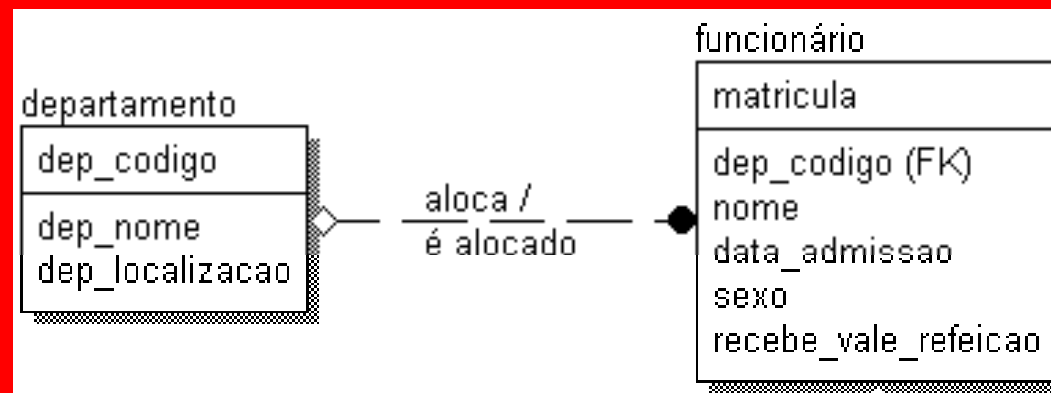 departamento
dep_codigo
dep_nome
dep_localizacao
aloca /
é alocado
funcionário
matricula
dep_codigo (FK)
nome
data_admissao
sexo
recebe_vale_refeicao